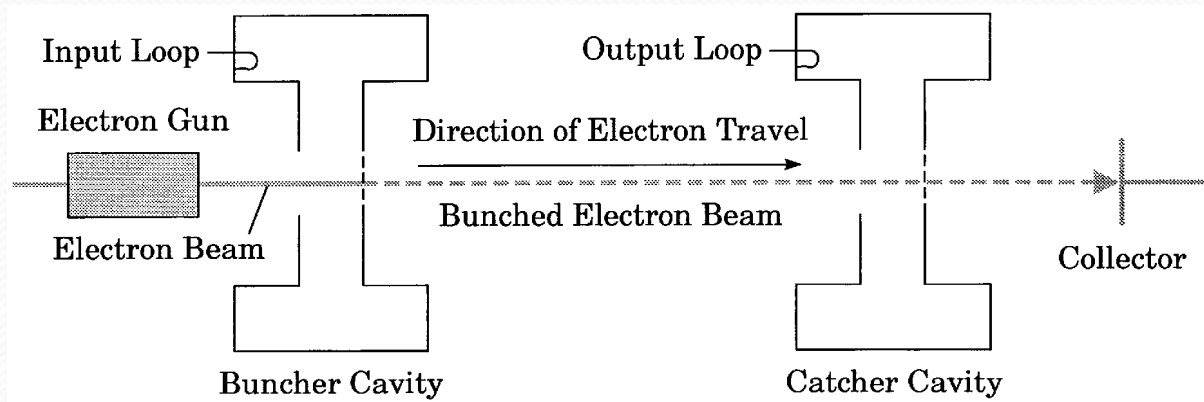 Input Loop
Output Loop
Electron Gun
Direction of Electron Travel
Bunched Electron Beam
Electron Beam
Collector
Buncher Cavity
Catcher Cavity